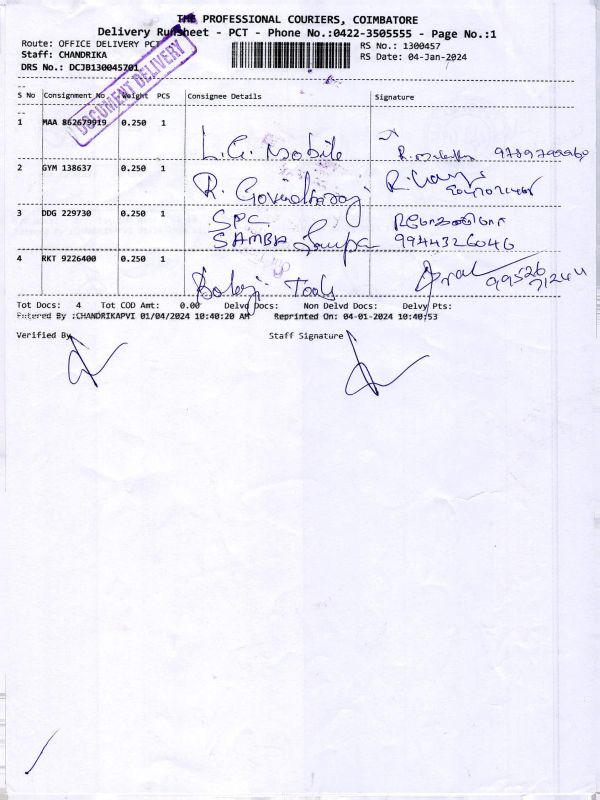 THE PROFESSIONAL COURIERS, COIMBATORE
Delivery Runsheet - PCT - Phone No.:0422-3505555 - Page No.:1
Route: OFFICE DELIVERY PCT
RS No.: 1300457
Staff: CHANDRIKA
RS Date: 04-Jan-2024
DRS No.: DCJB130045701
DOCUMENT DELIVERY
S No Consignment No. Weight PCS Consignee Details Signature
1 MAA 862679919 0.250 1
L.G. Mobile
2 GYM 138637 0.250 1
R. Govindharaj
3 DDG 229730 0.250 1 SPC
SAMBA
9944326046
4 RKT 9226400 0.250 1
Balaji Tools
99526
71244
Tot Docs: 4 Tot COD Amt: 0.00 Delvd Docs: Non Delvd Docs: Delvy Pts:
Entered By :CHANDRIKAPVI 01/04/2024 10:40:20 AM Reprinted On: 04-01-2024 10:40:53
Verified By Staff Signature